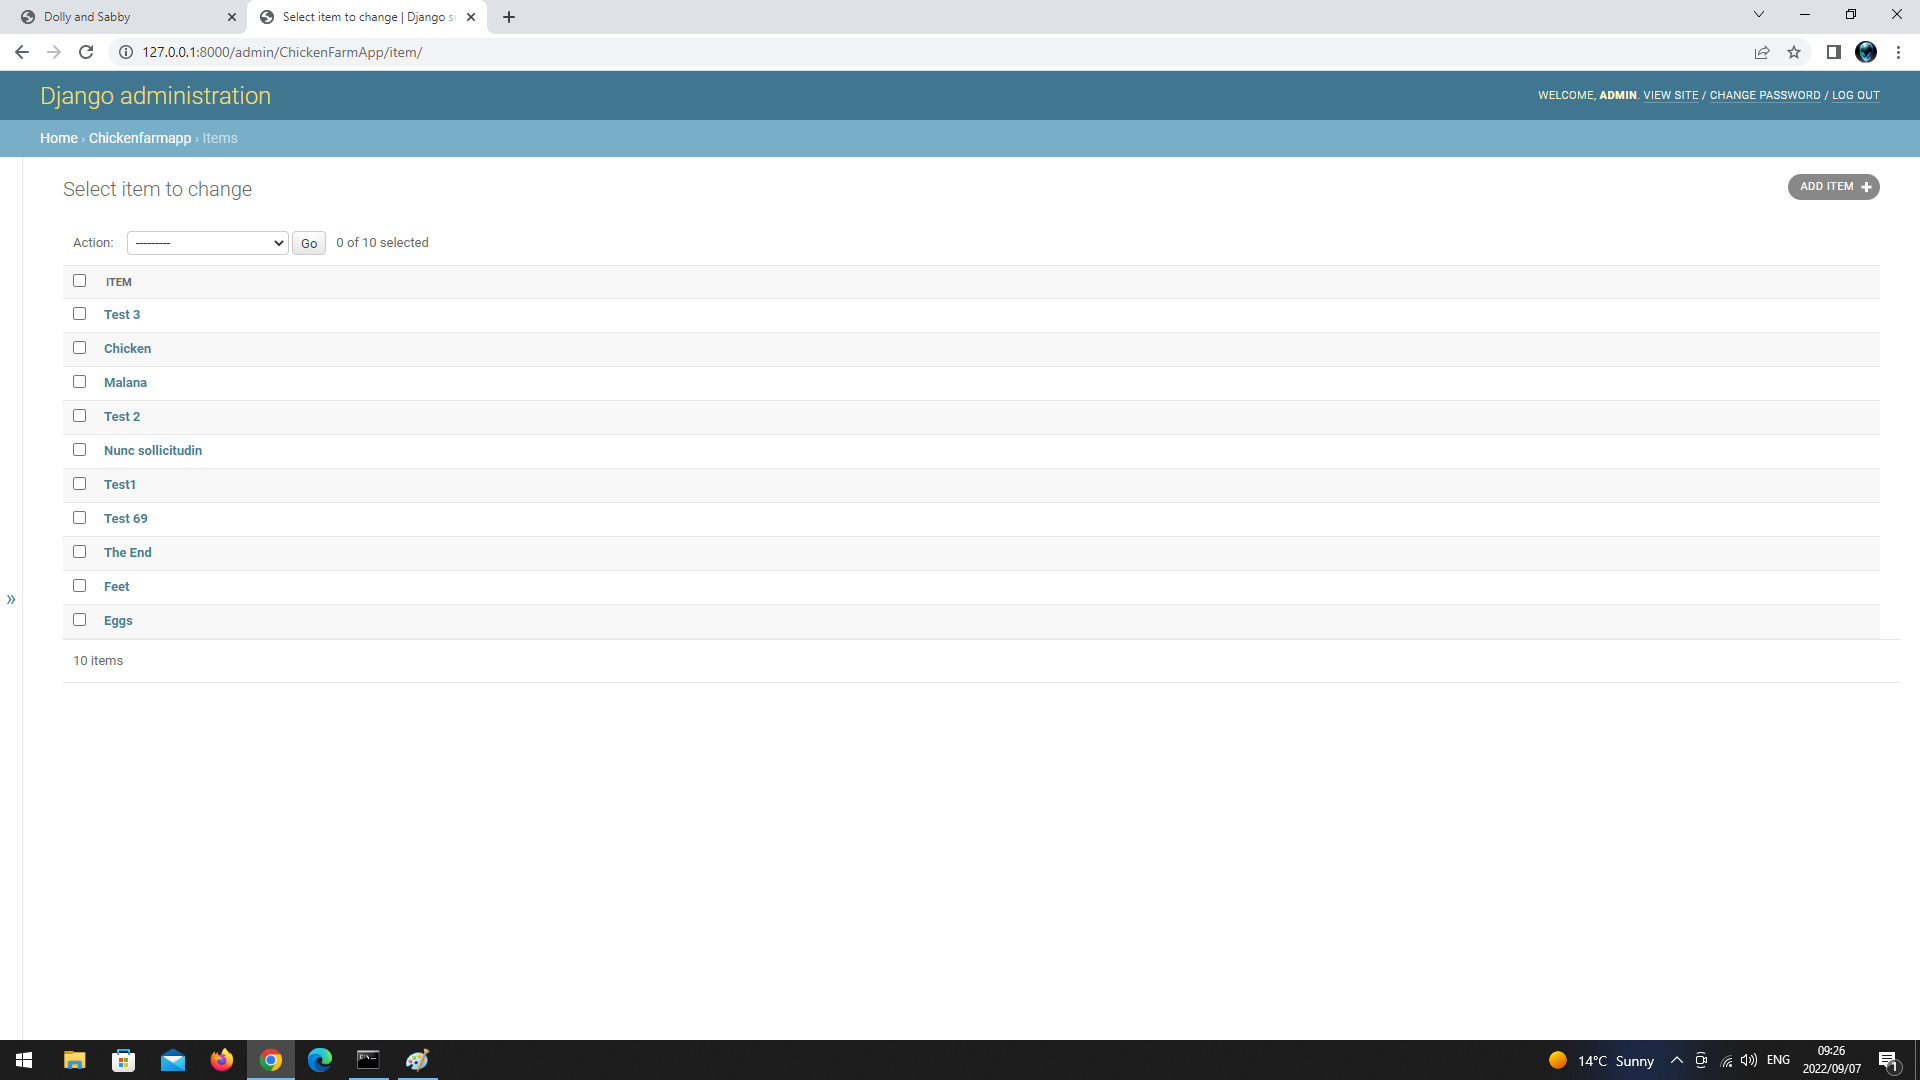 Dolly and Sabby
Select item to change | Django si
127.0.0.1:8000/admin/ChickenFarmApp/item/
Django administration
WELCOME, ADMIN. VIEW SITE / CHANGE PASSWORD / LOG OUT
Home › Chickenfarmapp › Items
Select item to change
ADD ITEM +
Action: --------- Go 0 of 10 selected
ITEM
Test 3
Chicken
Malana
Test 2
Nunc sollicitudin
Test1
Test 69
The End
Feet
Eggs
»
10 items
14°C Sunny
ENG
09:26
2022/09/07
1